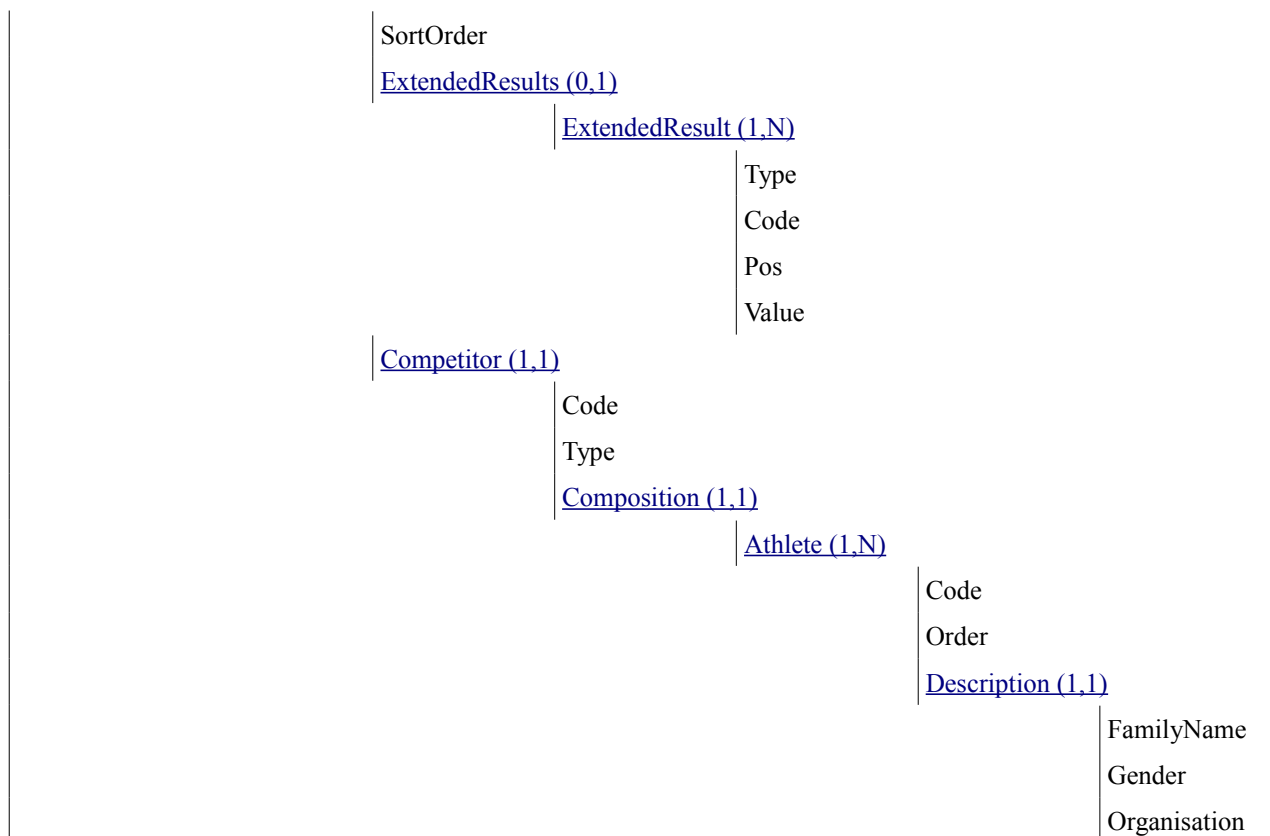 SortOrder
ExtendedResults (0,1)
ExtendedResult (1,N)
Type
Code
Pos
Value
Competitor (1,1)
Code
Type
Composition (1,1)
Athlete (1,N)
Code
Order
Description (1,1)
FamilyName
Gender
Organisation